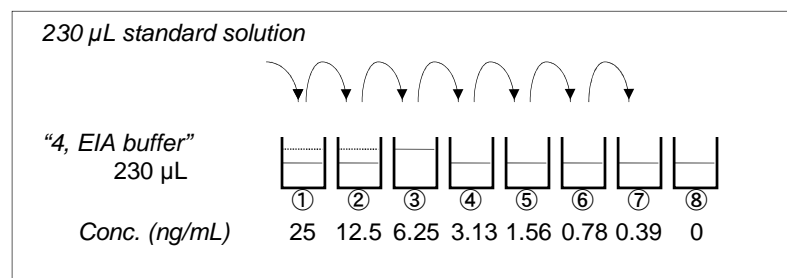 230 µL standard solution
“4, EIA buffer”
230 µL
① ② ③ ④ ⑤ ⑥ ⑦ ⑧
Conc. (ng/mL) 25 12.5 6.25 3.13 1.56 0.78 0.39 0